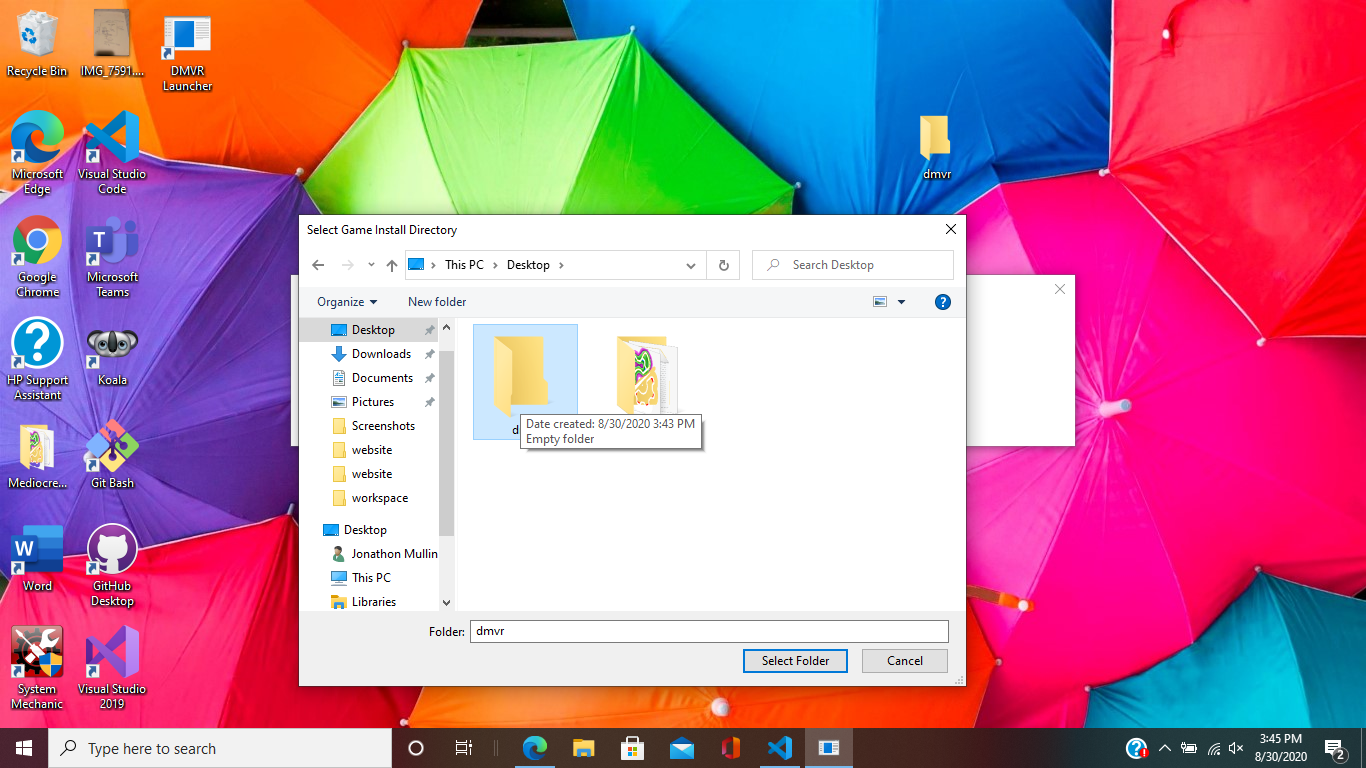 Recycle Bin
IMG_7591....
DMVR
Launcher
Microsoft
Edge
Visual Studio
Code
dmvr
Google
Chrome
Microsoft
Teams
HP Support
Assistant
Koala
Mediocre...
Git Bash
Word
GitHub
Desktop
System
Mechanic
Visual Studio
2019
Select Game Install Directory
This PC
Desktop
Search Desktop
Organize
New folder
Desktop
Downloads
Documents
Pictures
Screenshots
website
website
workspace
Desktop
Jonathon Mullin
This PC
Libraries
d
Date created: 8/30/2020 3:43 PM
Empty folder
Folder:
dmvr
Select Folder
Cancel
Type here to search
3:45 PM
8/30/2020
2